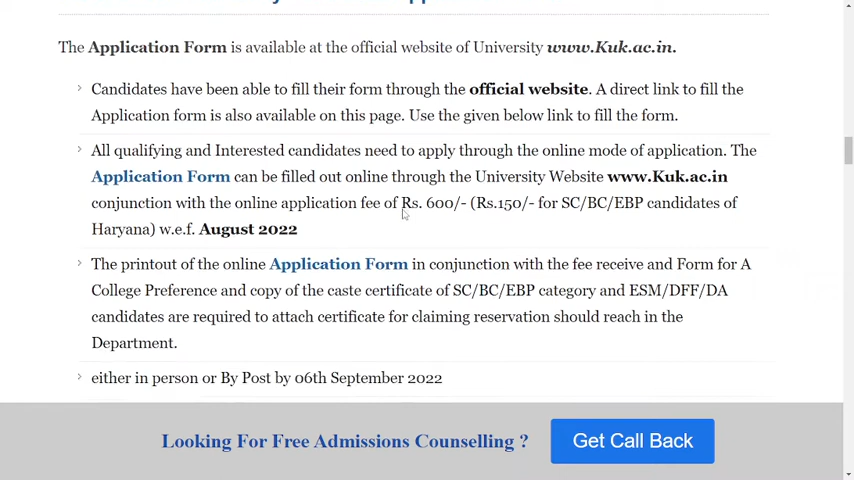 The Application Form is available at the official website of University www.Kuk.ac.in.
Candidates have been able to fill their form through the official website. A direct link to fill the
Application form is also available on this page. Use the given below link to fill the form.
All qualifying and Interested candidates need to apply through the online mode of application. The
Application Form can be filled out online through the University Website www.Kuk.ac.in
conjunction with the online application fee of Rs. 600/- (Rs.150/- for SC/BC/EBP candidates of
Haryana) w.e.f. August 2022
The printout of the online Application Form in conjunction with the fee receive and Form for A
College Preference and copy of the caste certificate of SC/BC/EBP category and ESM/DFF/DA
candidates are required to attach certificate for claiming reservation should reach in the
Department.
either in person or By Post by 06th September 2022
Looking For Free Admissions Counselling ?
Get Call Back